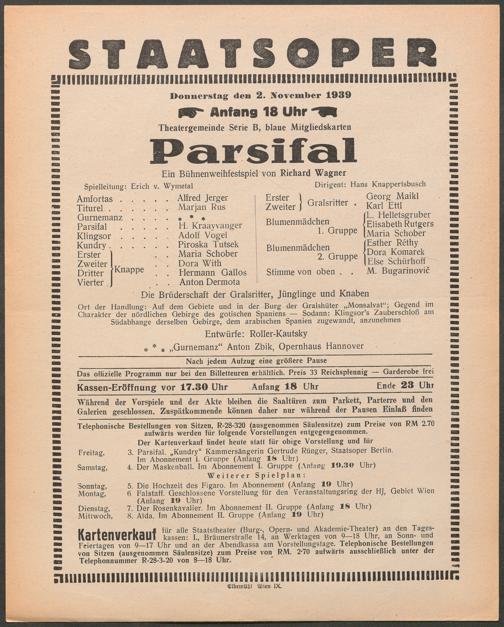 STAATSOPER
Donnerstag den 2. November 1939
Anfang 18 Uhr
Theatergemeinde Serie B, blaue Mitgliedskarten
Parsifal
Ein Bühnenweihfestspiel von Richard Wagner
Spielleitung: Erich v. Wymetal
Dirigent: Hans Knappertsbusch
Amfortas . . . . . Alfred Jerger
Titurel . . . . . Marjan Rus
Gurnemanz . . . . . * * *
Parsifal . . . . . H. Kraayvanger
Klingsor . . . . . Adolf Vogel
Kundry . . . . . Piroska Tutsek
Erster } Knappe . . Maria Schober
Zweiter } Knappe . . Dora With
Dritter } Knappe . . Hermann Gallos
Vierter } Knappe . . Anton Dermota
Erster } Gralsritter . Georg Maikl
Zweiter } Gralsritter . Karl Ettl
Blumenmädchen 1. Gruppe { L. Helletsgruber
Elisabeth Rutgers
Maria Schober
Blumenmädchen 2. Gruppe { Esther Réthy
Dora Komarek
Else Schürhoff
Stimme von oben . . M. Bugarinovič
Die Brüderschaft der Gralsritter, Jünglinge und Knaben
Ort der Handlung: Auf dem Gebiete und in der Burg der Gralshüter „Monsalvat“; Gegend im
Charakter der nördlichen Gebirge des gotischen Spaniens — Sodann: Klingsor's Zauberschloß am
Südabhange derselben Gebirge, dem arabischen Spanien zugewandt, anzunehmen
Entwürfe: Roller-Kautsky
* * * „Gurnemanz“ Anton Zbik, Opernhaus Hannover
Nach jedem Aufzug eine größere Pause
Das offizielle Programm nur bei den Billetteuren erhältlich. Preis 33 Reichspfennig — Garderobe frei
Kassen-Eröffnung vor 17.30 Uhr Anfang 18 Uhr Ende 23 Uhr
Während der Vorspiele und der Akte bleiben die Saaltüren zum Parkett, Parterre und den
Galerien geschlossen. Zuspätkommende können daher nur während der Pausen Einlaß finden
Telephonische Bestellungen von Sitzen, R-28-320 (ausgenommen Säulensitze) zum Preise von RM 2.70
aufwärts werden für folgende Vorstellungen entgegengenommen.
Der Kartenverkauf findet heute statt für obige Vorstellung und für
Freitag, 3. Parsifal. „Kundry“ Kammersängerin Gertrude Rünger, Staatsoper Berlin.
Im Abonnement I. Gruppe (Anfang 18 Uhr)
Samstag, 4. Der Maskenball. Im Abonnement I. Gruppe (Anfang 19.30 Uhr)
Weiterer Spielplan:
Sonntag, 5. Die Hochzeit des Figaro. Im Abonnement (Anfang 19 Uhr)
Montag, 6 Falstaff. Geschlossene Vorstellung für den Veranstaltungsring der HJ, Gebiet Wien
(Anfang 19 Uhr)
Dienstag, 7. Der Rosenkavalier. Im Abonnement II. Gruppe (Anfang 18 Uhr)
Mittwoch, 8. Aida. Im Abonnement II. Gruppe (Anfang 19 Uhr)
Kartenverkauf für alle Staatstheater (Burg-, Opern- und Akademie-Theater) an den Tages-
kassen: I., Bräunerstraße 14, an Werktagen von 9—18 Uhr, an Sonn- und
Feiertagen von 9—17 Uhr und an der Abendkassa am Vorstellungstage. Telephonische Bestellungen
von Sitzen (ausgenommen Säulensitze) zum Preise von RM. 2·70 aufwärts ausschließlich unter der
Telephonnummer R-28-3-20 von 8—18 Uhr.
Elbemühl Wien IX.